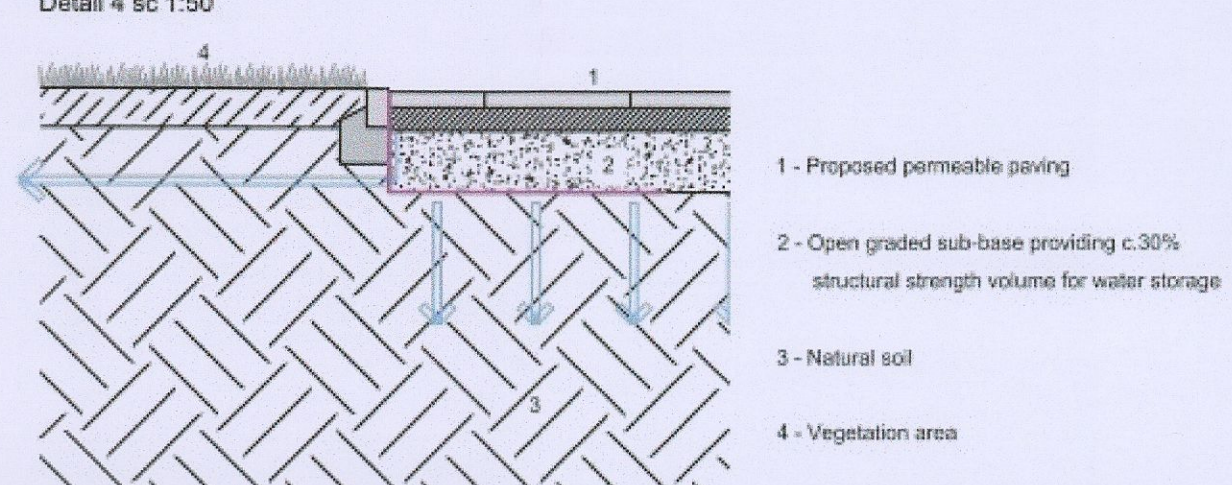 Detail 4 sc 1:50
4
1
2
3
1 - Proposed permeable paving
2 - Open graded sub-base providing c.30%
structural strength volume for water storage
3 - Natural soil
4 - Vegetation area